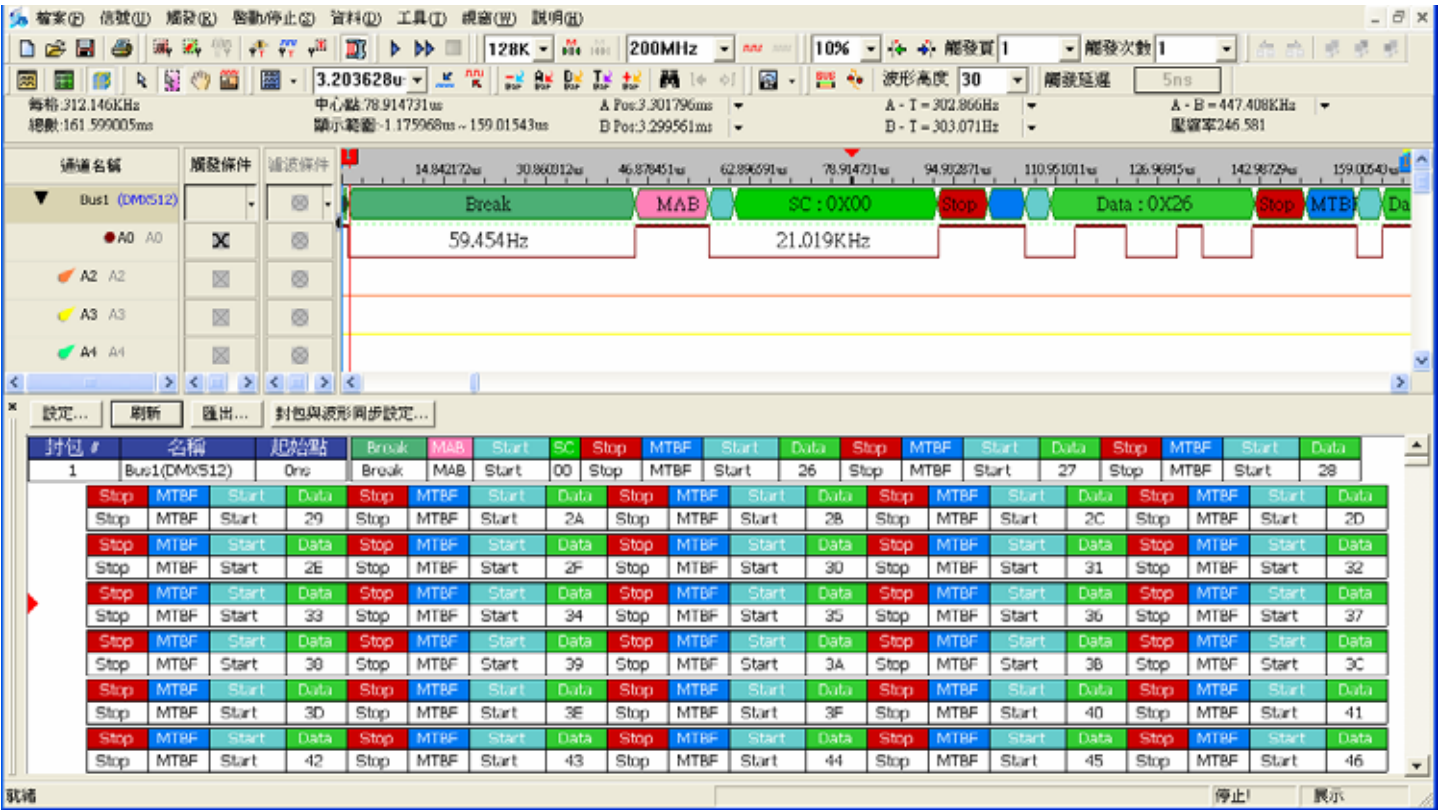 檔案(F) 信號(U) 觸發(R) 啓動/停止(S) 資料(D) 工具(T) 視窗(W) 說明(H)
128K 200MHz 10% 觸發頁 1 觸發次數 1
3.203628u 波形高度 30 觸發延遲 5ns
每格:312.146KHz 中心點:78.914731us A Pos:3.301796ms A - T = 302.866Hz A - B = 447.408KHz
總數:161.599005ms 顯示範圍:-1.175968us ~ 159.01543us B Pos:3.299561ms B - T = 303.071Hz 壓縮率246.581
通道名稱 觸發條件 濾波條件 14.842172us 30.860312us 46.878451us 62.896591us 78.914731us 94.932871us 110.951011us 126.96915us 142.98729us 159.00543us
Bus1 (DMX512) Break MAB SC : 0X00 Stop Data : 0X26 Stop MTB Da
A0 A0 59.454Hz 21.019KHz
A2 A2
A3 A3
A4 A4
設定... 刷新 匯出... 封包與波形同步設定...
封包 # 名稱 起始點 Break MAB Start SC Stop MTBF Start Data Stop MTBF Start Data Stop MTBF Start Data
1 Bus1(DMX512) 0ns Break MAB Start 00 Stop MTBF Start 26 Stop MTBF Start 27 Stop MTBF Start 28
Stop MTBF Start Data Stop MTBF Start Data Stop MTBF Start Data Stop MTBF Start Data Stop MTBF Start Data
Stop MTBF Start 29 Stop MTBF Start 2A Stop MTBF Start 2B Stop MTBF Start 2C Stop MTBF Start 2D
Stop MTBF Start Data Stop MTBF Start Data Stop MTBF Start Data Stop MTBF Start Data Stop MTBF Start Data
Stop MTBF Start 2E Stop MTBF Start 2F Stop MTBF Start 30 Stop MTBF Start 31 Stop MTBF Start 32
Stop MTBF Start Data Stop MTBF Start Data Stop MTBF Start Data Stop MTBF Start Data Stop MTBF Start Data
Stop MTBF Start 33 Stop MTBF Start 34 Stop MTBF Start 35 Stop MTBF Start 36 Stop MTBF Start 37
Stop MTBF Start Data Stop MTBF Start Data Stop MTBF Start Data Stop MTBF Start Data Stop MTBF Start Data
Stop MTBF Start 38 Stop MTBF Start 39 Stop MTBF Start 3A Stop MTBF Start 3B Stop MTBF Start 3C
Stop MTBF Start Data Stop MTBF Start Data Stop MTBF Start Data Stop MTBF Start Data Stop MTBF Start Data
Stop MTBF Start 3D Stop MTBF Start 3E Stop MTBF Start 3F Stop MTBF Start 40 Stop MTBF Start 41
Stop MTBF Start Data Stop MTBF Start Data Stop MTBF Start Data Stop MTBF Start Data Stop MTBF Start Data
Stop MTBF Start 42 Stop MTBF Start 43 Stop MTBF Start 44 Stop MTBF Start 45 Stop MTBF Start 46
就緒 停止! 展示